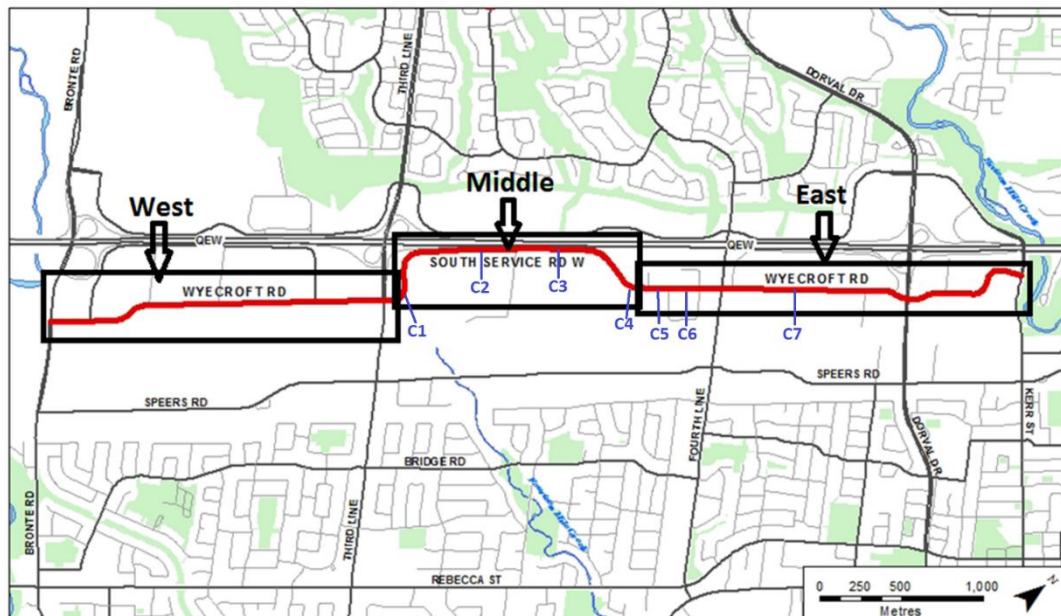 BRONTE RD
THIRD LINE
DORVAL DR
West
Middle
East
QEW
QEW
WYECROFT RD
SOUTH SERVICE RD W
WYECROFT RD
C1
C2
C3
C4
C5
C6
C7
SPEERS RD
SPEERS RD
BRIDGE RD
FOURTH LINE
DORVAL DR
KERR ST
BRONTE RD
THIRD LINE
REBECCA ST
0 250 500 1,000
Metres
N